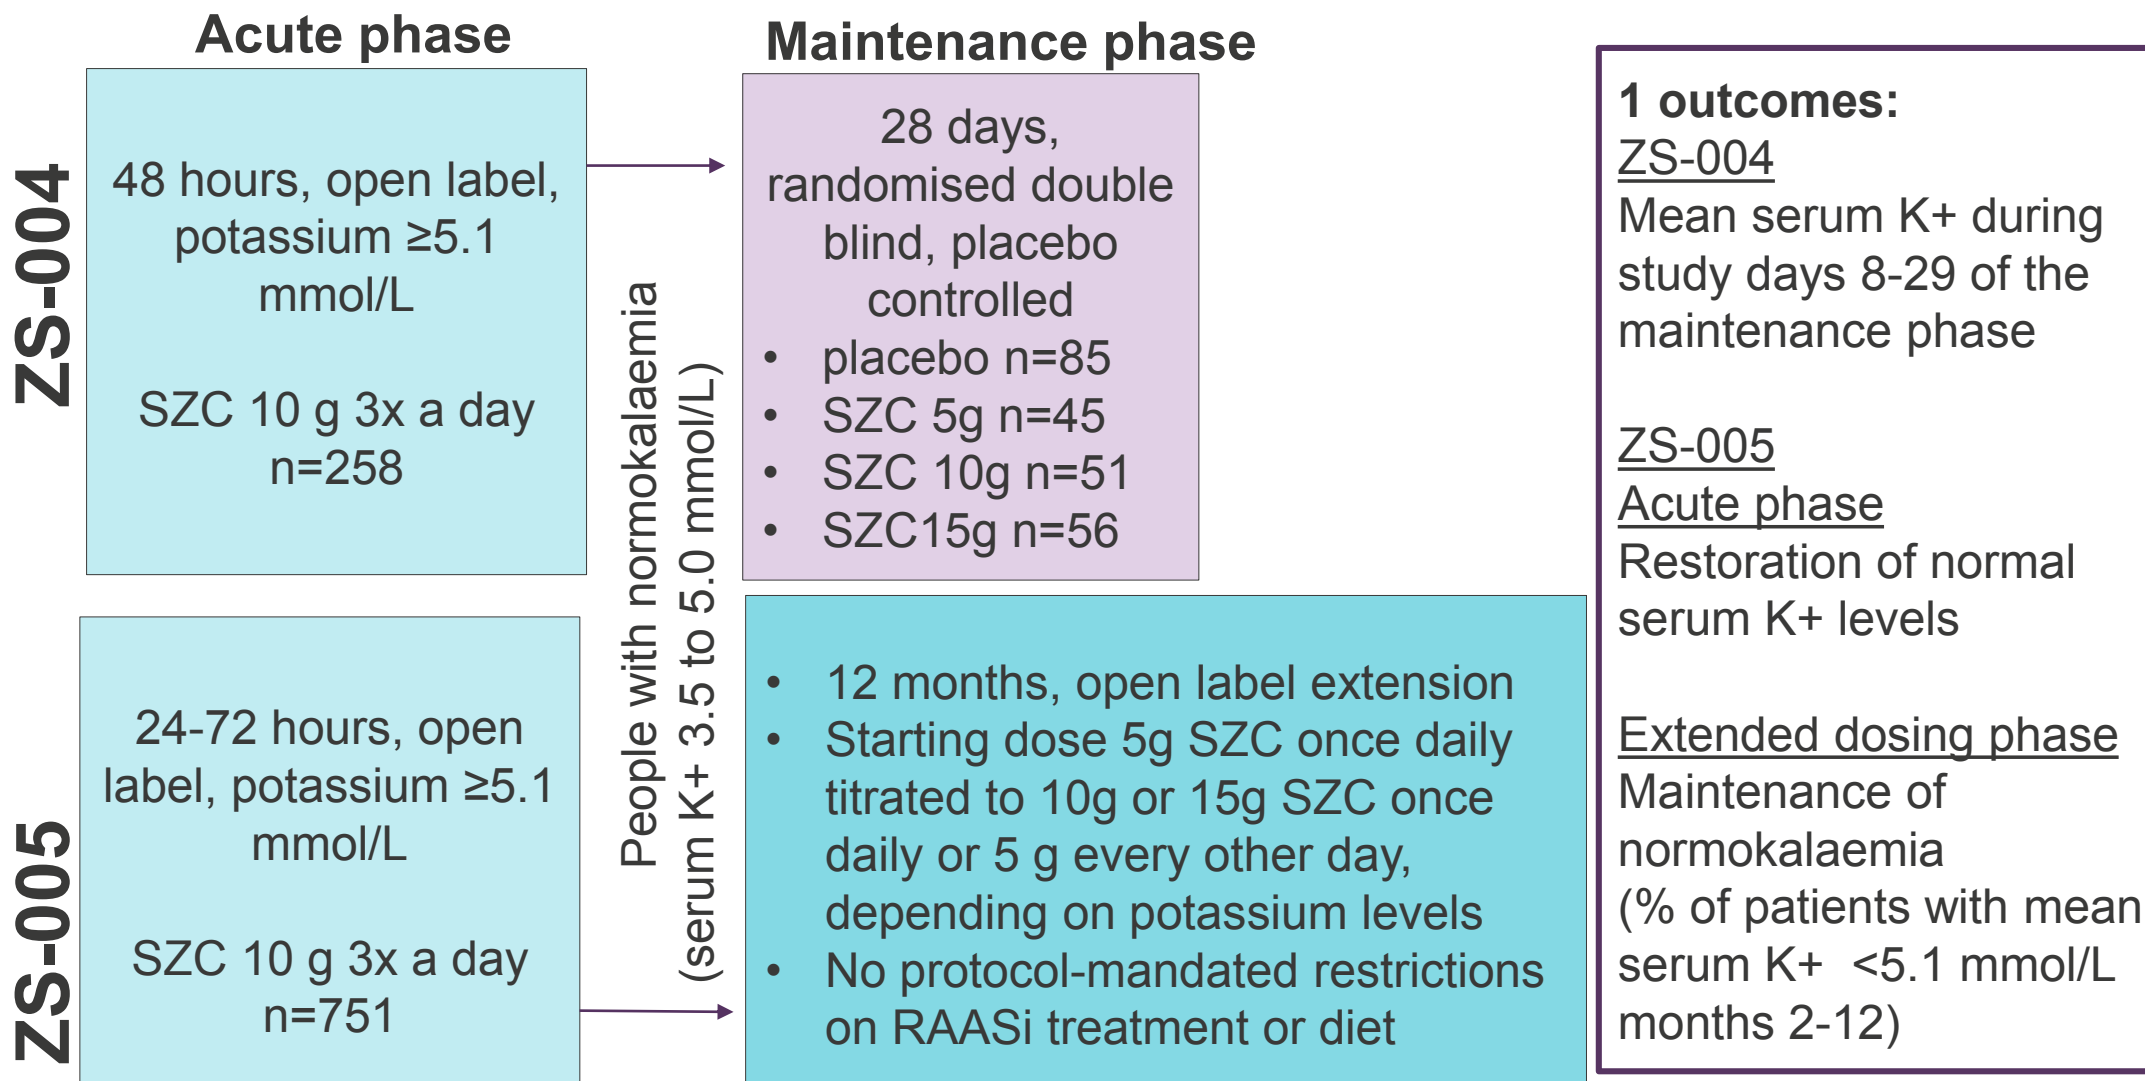 Acute phase
Maintenance phase
ZS-004
48 hours, open label,
potassium ≥5.1
mmol/L
SZC 10 g 3x a day
n=258
28 days,
randomised double
blind, placebo
controlled
• placebo n=85
• SZC 5g n=45
• SZC 10g n=51
• SZC15g n=56
People with normokalaemia
(serum K+ 3.5 to 5.0 mmol/L)
ZS-005
24-72 hours, open
label, potassium ≥5.1
mmol/L
SZC 10 g 3x a day
n=751
• 12 months, open label extension
• Starting dose 5g SZC once daily
titrated to 10g or 15g SZC once
daily or 5 g every other day,
depending on potassium levels
• No protocol-mandated restrictions
on RAASi treatment or diet
1 outcomes:
ZS-004
Mean serum K+ during
study days 8-29 of the
maintenance phase
ZS-005
Acute phase
Restoration of normal
serum K+ levels
Extended dosing phase
Maintenance of
normokalaemia
(% of patients with mean
serum K+ <5.1 mmol/L
months 2-12)